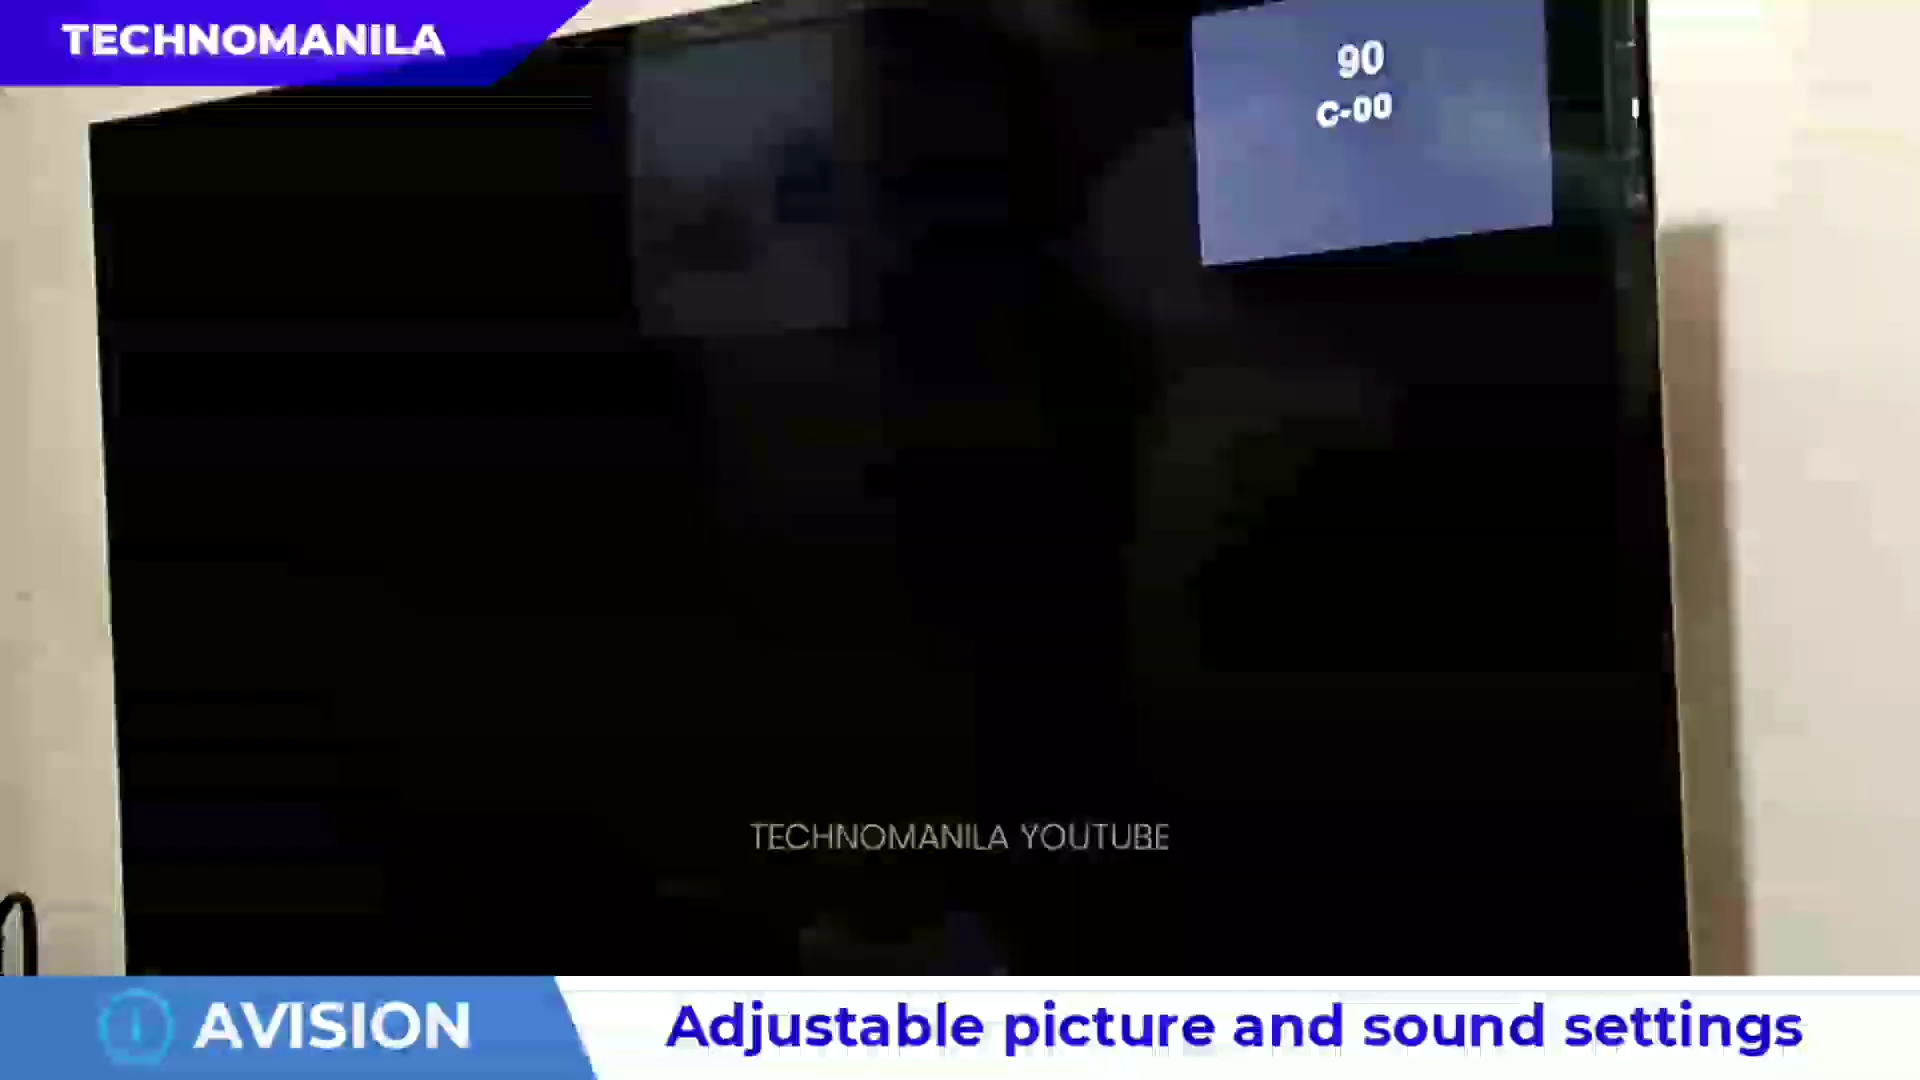 TECHNOMANILA
90
C-00
TECHNOMANILA YOUTUBE
AVISION
Adjustable picture and sound settings